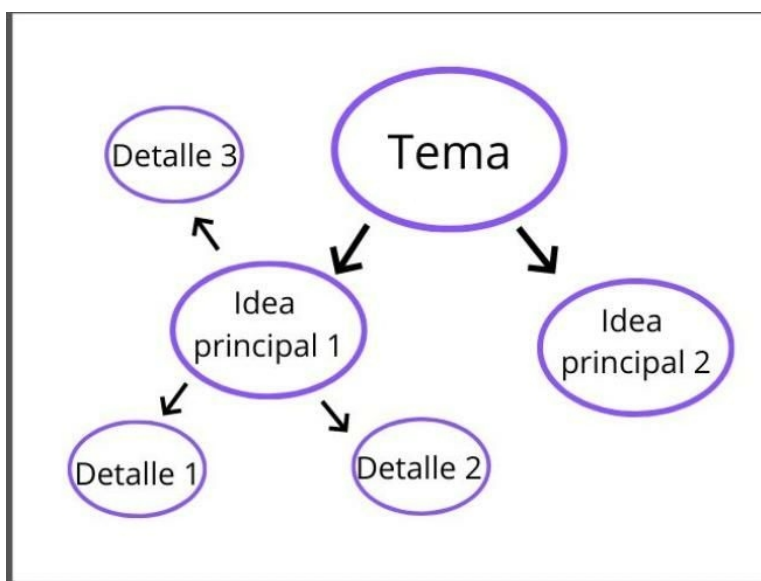 Tema
Detalle 3
Idea
principal 1
Idea
principal 2
Detalle 1
Detalle 2